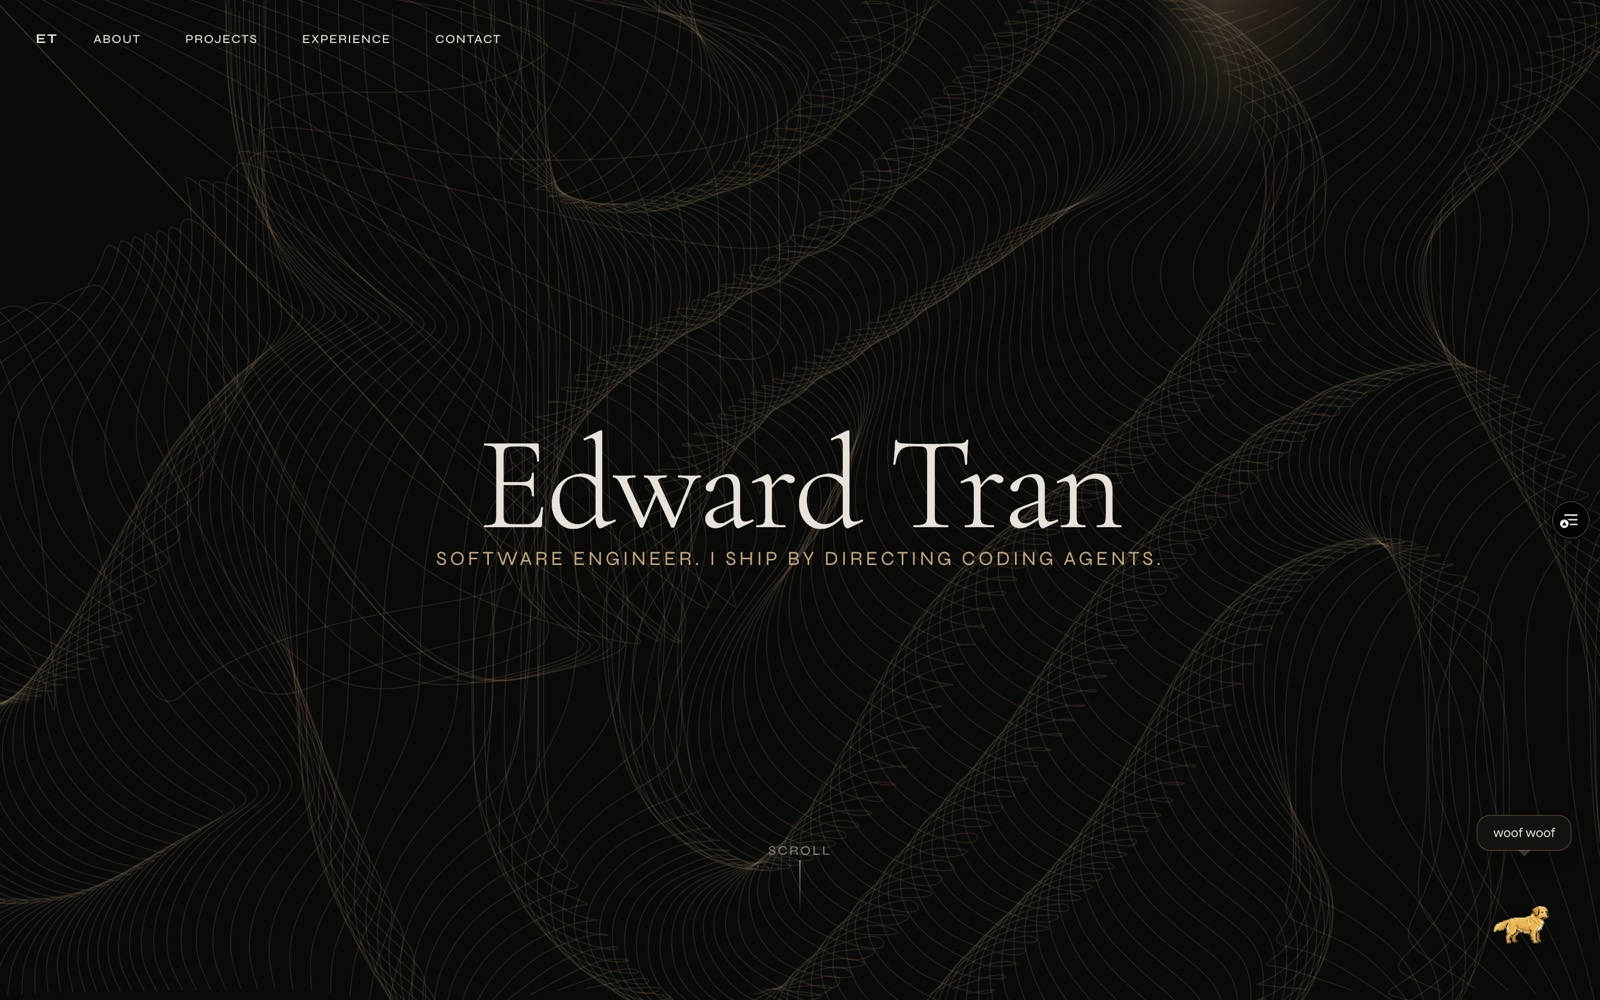 ET ABOUT PROJECTS EXPERIENCE CONTACT
Edward Tran
SOFTWARE ENGINEER. I SHIP BY DIRECTING CODING AGENTS.
woof woof
SCROLL